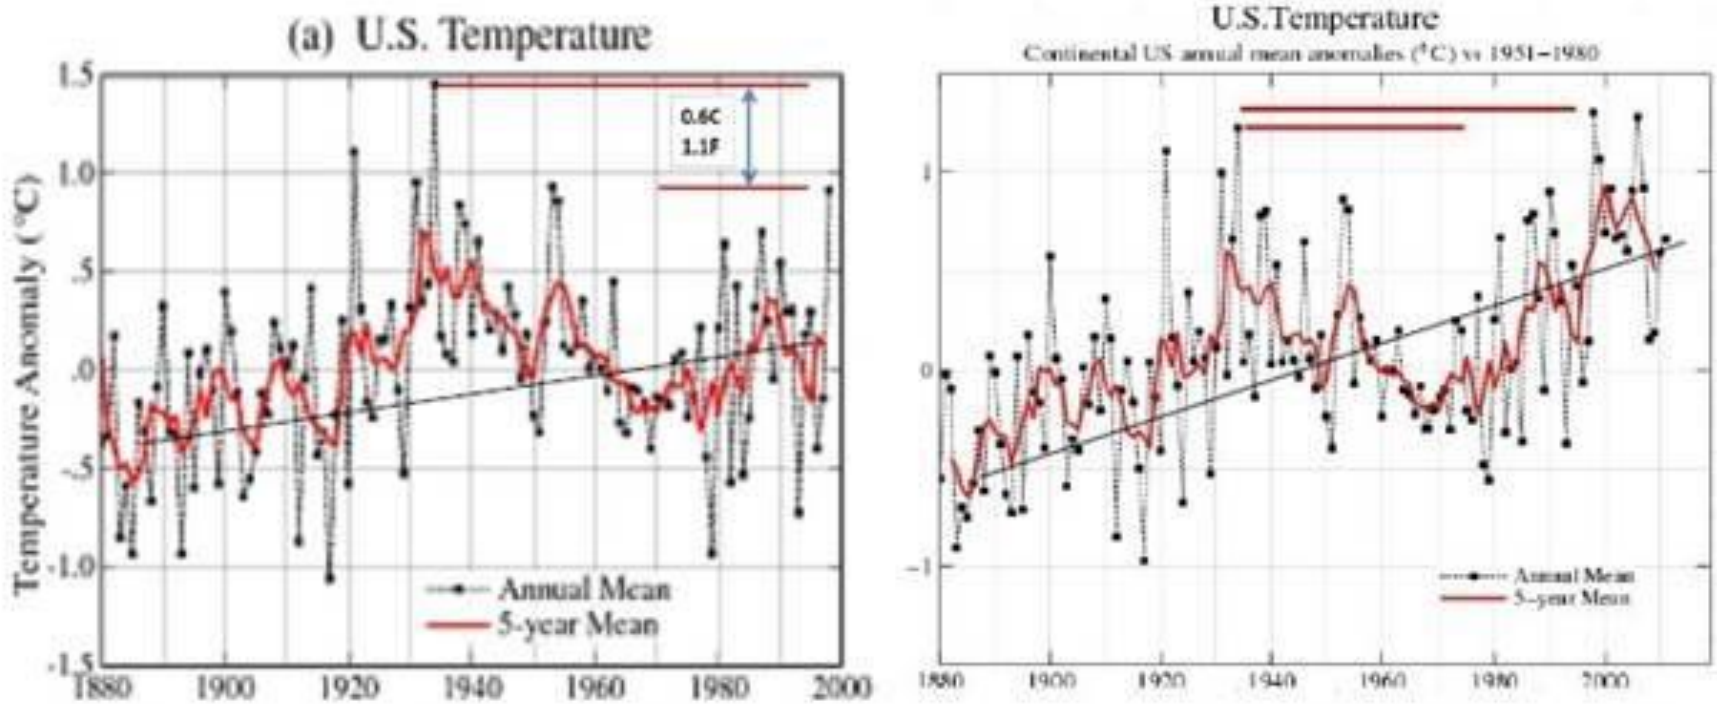 (a) U.S. Temperature
1.5
1.0
.5
.0
-.5
-1.0
-1.5
Temperature Anomaly (°C)
0.6C
1.1F
Annual Mean
5-year Mean
1880 1900 1920 1940 1960 1980 2000
U.S.Temperature
Continental US annual mean anomalies (°C) vs 1951-1980
1
0
-1
Annual Mean
5-year Mean
1880 1900 1920 1940 1960 1980 2000